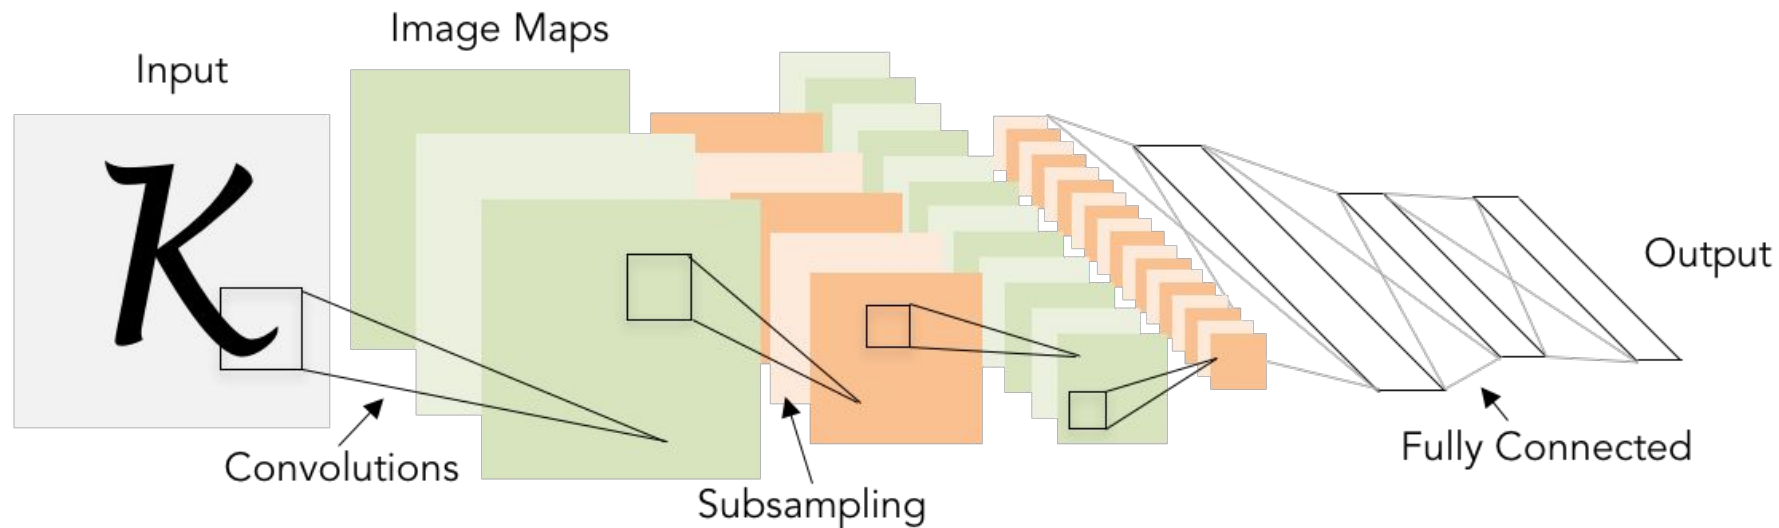 Image Maps
Input
K
Output
Convolutions
Fully Connected
Subsampling